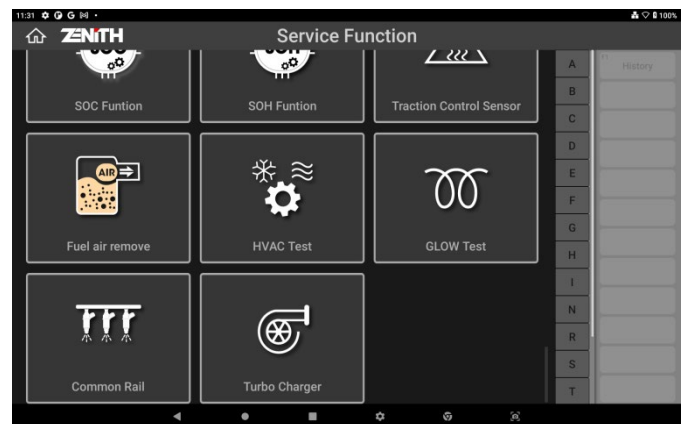 11:31
100%
ZENITH
Service Function
SOC Funtion
SOH Funtion
Traction Control Sensor
AIR
Fuel air remove
HVAC Test
GLOW Test
Common Rail
Turbo Charger
A
B
C
D
E
F
G
H
I
N
R
S
T
History